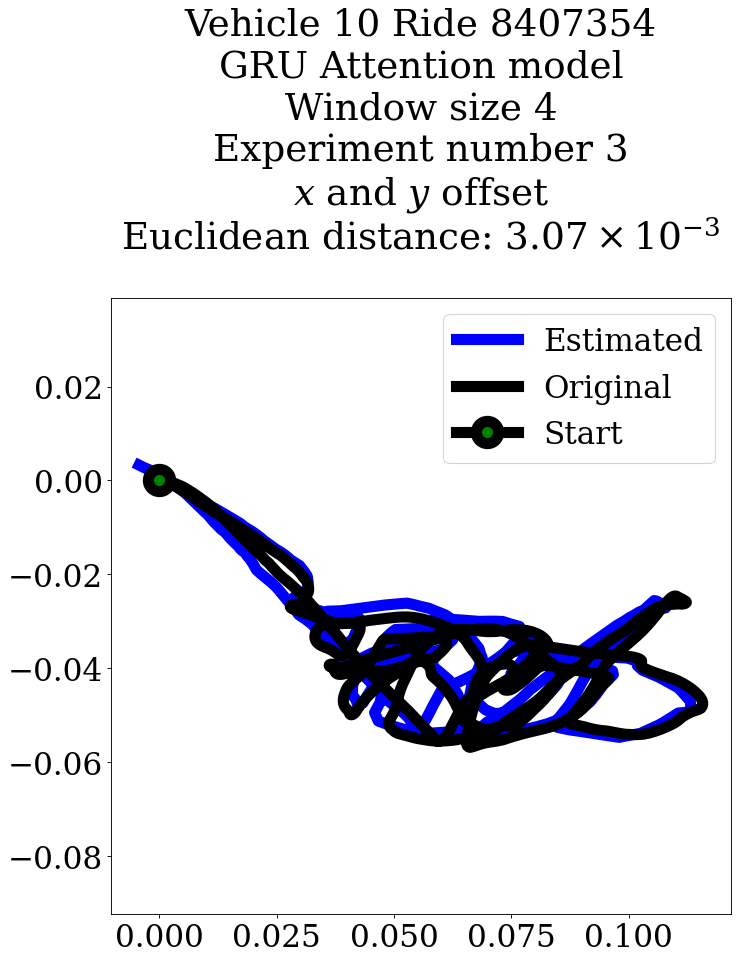 Vehicle 10 Ride 8407354
GRU Attention model
Window size 4
Experiment number 3
x and y offset
Euclidean distance: 3.07 × 10⁻³
Estimated
Original
Start
0.02
0.00
−0.02
−0.04
−0.06
−0.08
0.000 0.025 0.050 0.075 0.100